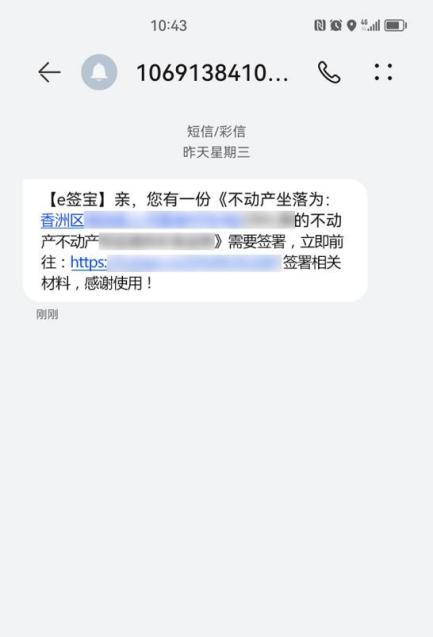 10:43
1069138410...
短信/彩信
昨天星期三
【e签宝】亲，您有一份《不动产坐落为：
香洲区 的不动
产不动产 》需要签署，立即前
往：https: 签署相关
材料，感谢使用！
刚刚